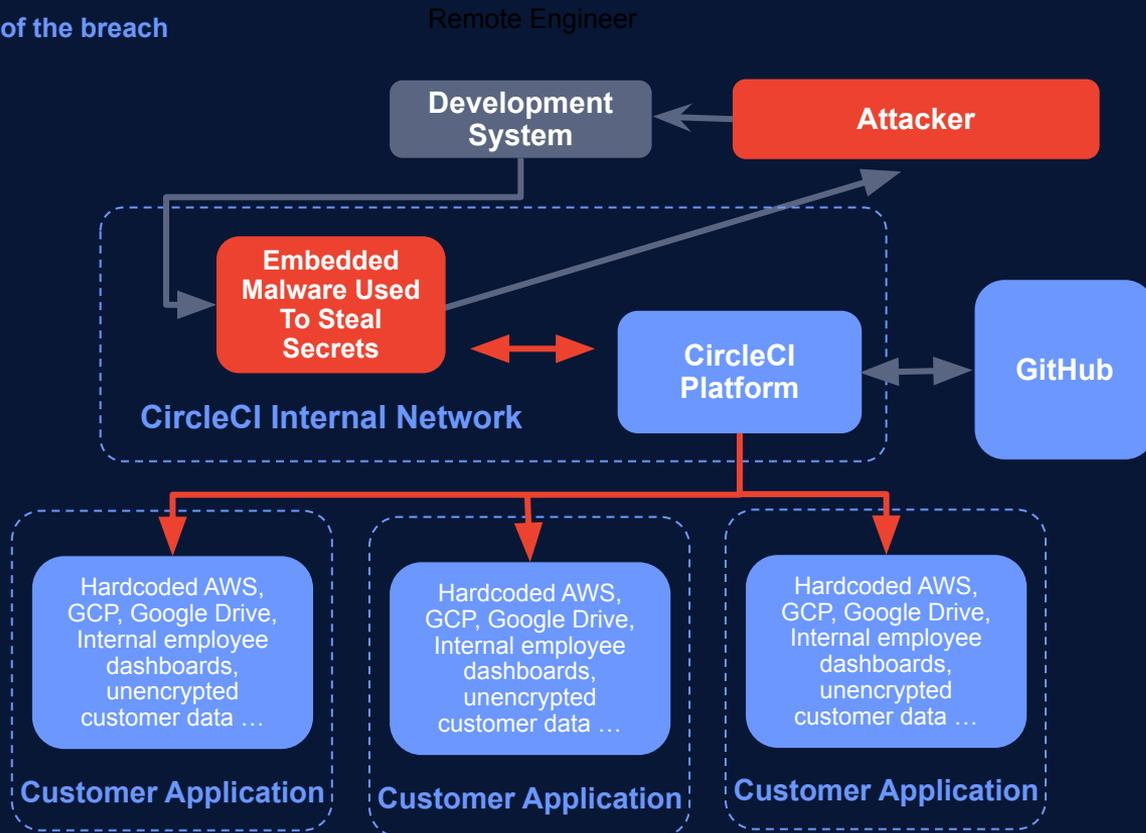 of the breach
Remote Engineer
Development
System
Attacker
Embedded
Malware Used
To Steal
Secrets
CircleCI
Platform
GitHub
CircleCI Internal Network
Hardcoded AWS,
GCP, Google Drive,
Internal employee
dashboards,
unencrypted
customer data …
Customer Application
Hardcoded AWS,
GCP, Google Drive,
Internal employee
dashboards,
unencrypted
customer data …
Customer Application
Hardcoded AWS,
GCP, Google Drive,
Internal employee
dashboards,
unencrypted
customer data …
Customer Application